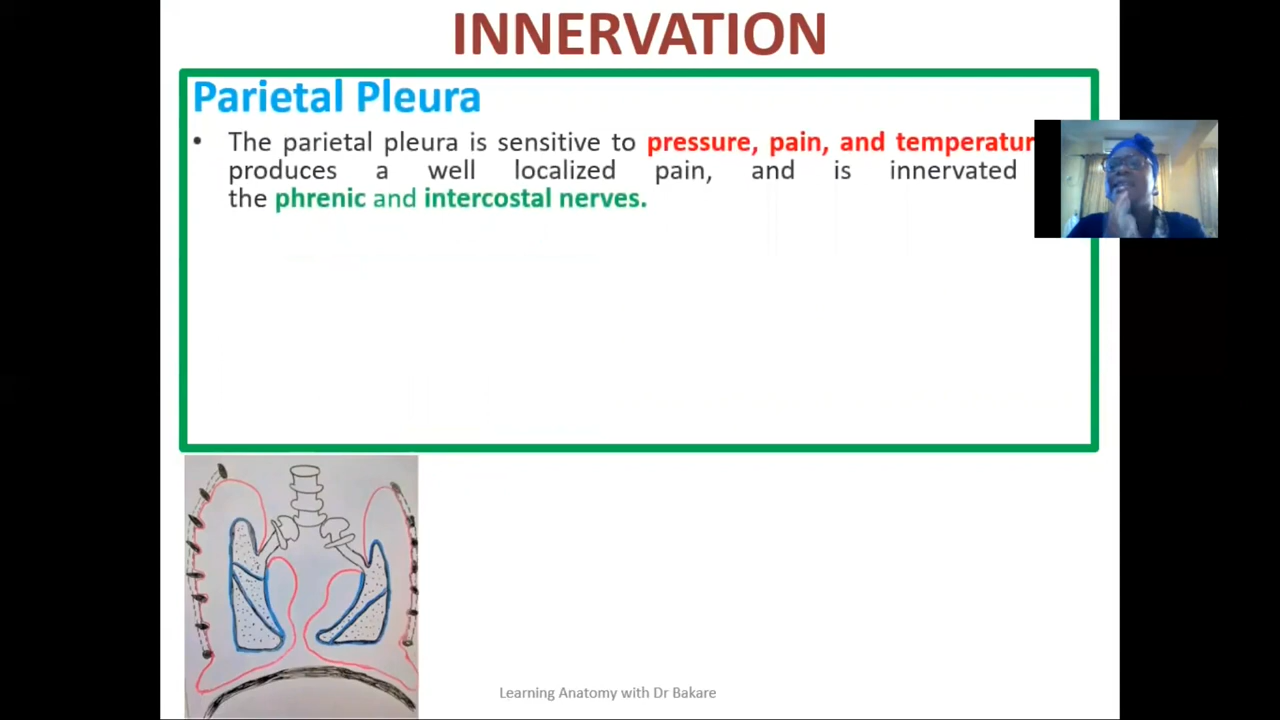 INNERVATION
Parietal Pleura
• The parietal pleura is sensitive to pressure, pain, and temperatur
produces a well localized pain, and is innervated
the phrenic and intercostal nerves.
Learning Anatomy with Dr Bakare